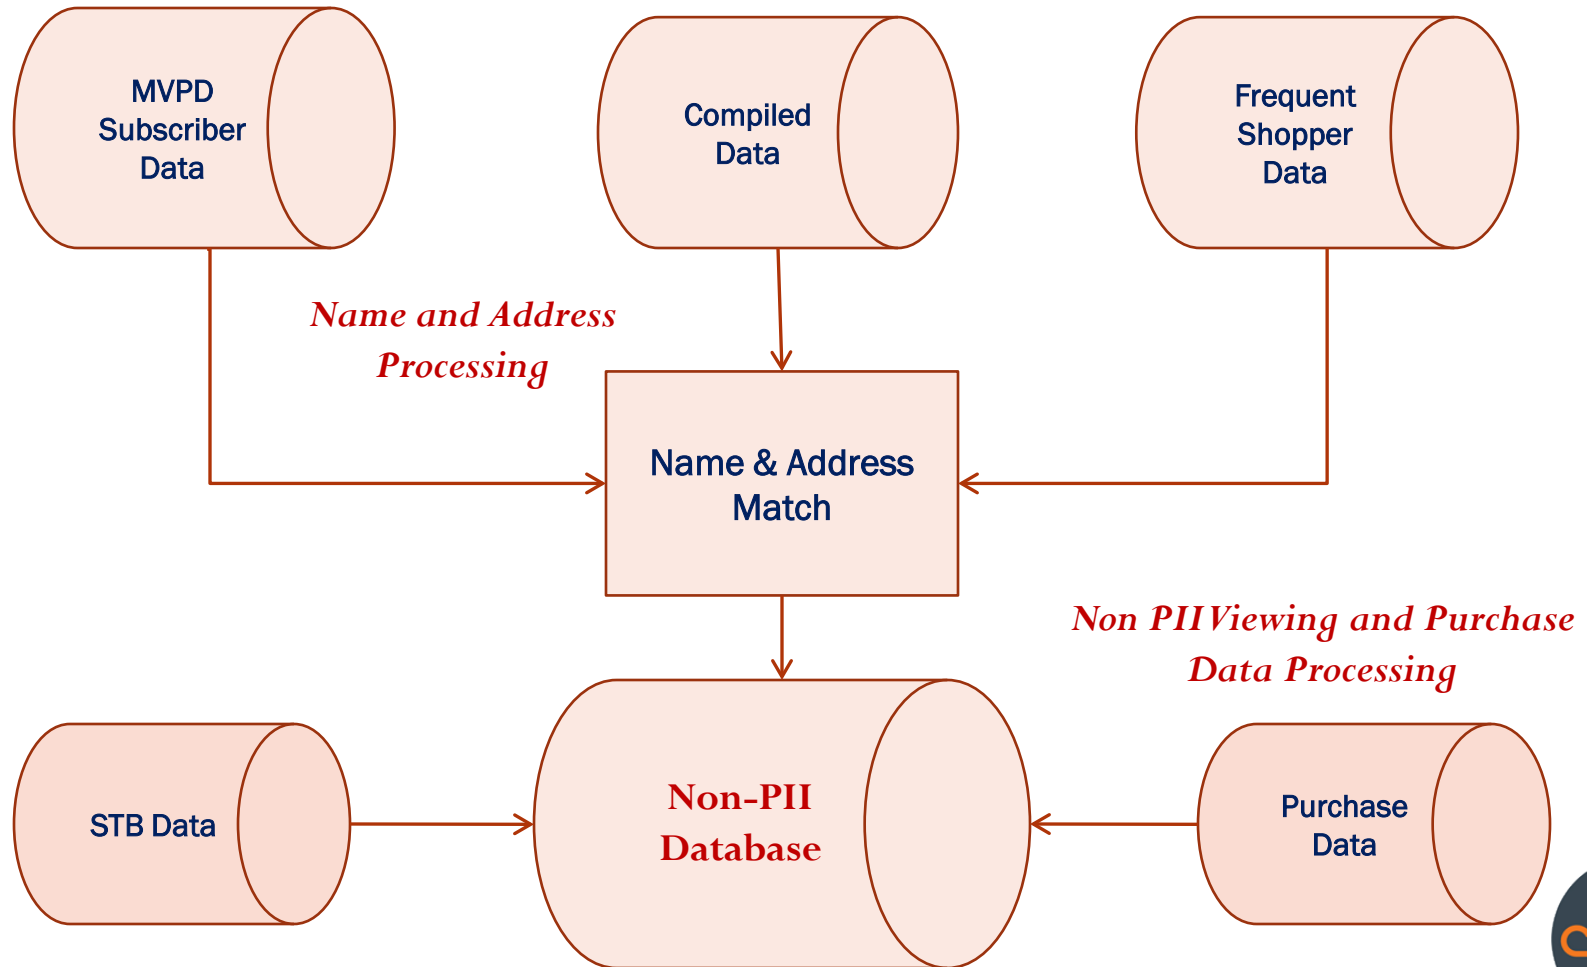 MVPD
Subscriber
Data
Compiled
Data
Frequent
Shopper
Data
Name and Address
Processing
Name & Address
Match
Non PII Viewing and Purchase
Data Processing
STB Data
Non-PII
Database
Purchase
Data